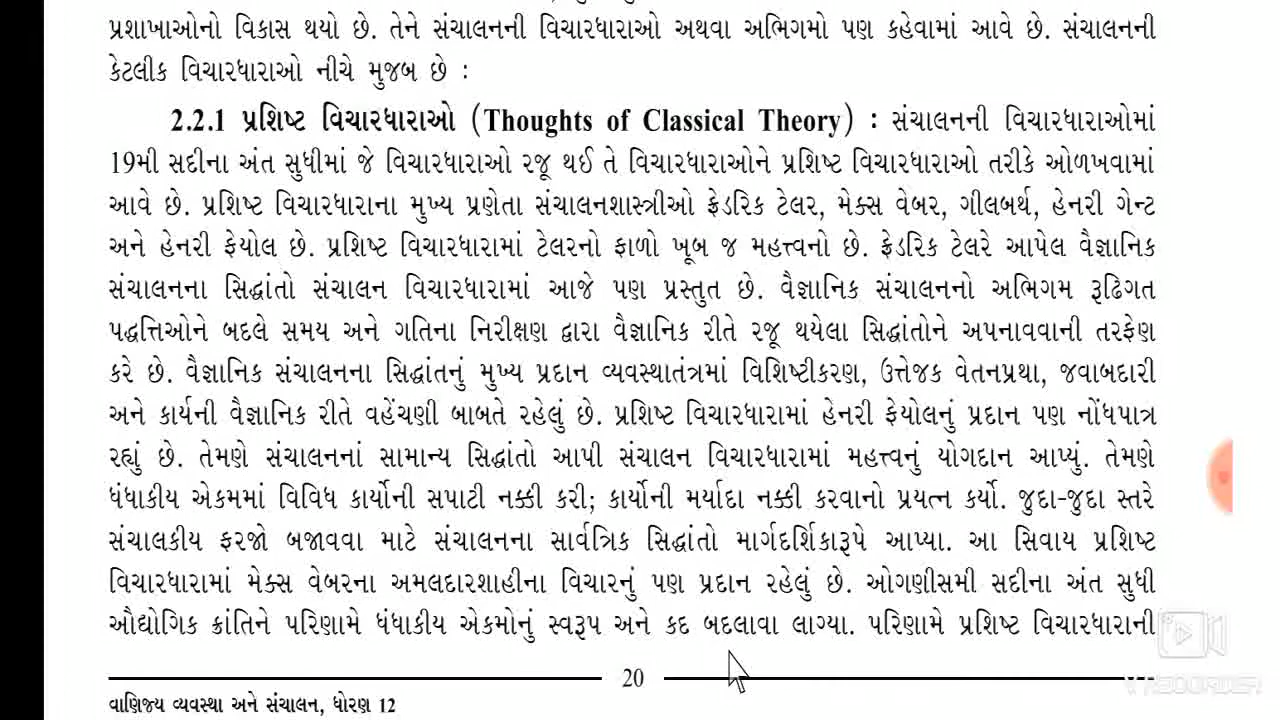 પ્રશાખાઓનો વિકાસ થયો છે. તેને સંચાલનની વિચારધારાઓ અથવા અભિગમો પણ કહેવામાં આવે છે. સંચાલનની
કેટલીક વિચારધારાઓ નીચે મુજબ છે :
2.2.1 પ્રશિષ્ટ વિચારધારાઓ (Thoughts of Classical Theory) : સંચાલનની વિચારધારાઓમાં
19મી સદીના અંત સુધીમાં જે વિચારધારાઓ રજૂ થઈ તે વિચારધારાઓને પ્રશિષ્ટ વિચારધારાઓ તરીકે ઓળખવામાં
આવે છે. પ્રશિષ્ટ વિચારધારાના મુખ્ય પ્રણેતા સંચાલનશાસ્ત્રીઓ ફ્રેડરિક ટેલર, મેક્સ વેબર, ગીલબર્થ, હેનરી ગેન્ટ
અને હેનરી ફેયોલ છે. પ્રશિષ્ટ વિચારધારામાં ટેલરનો ફાળો ખૂબ જ મહત્ત્વનો છે. ફ્રેડરિક ટેલરે આપેલ વૈજ્ઞાનિક
સંચાલનના સિદ્ધાંતો સંચાલન વિચારધારામાં આજે પણ પ્રસ્તુત છે. વૈજ્ઞાનિક સંચાલનનો અભિગમ રૂઢિગત
પદ્ધત્તિઓને બદલે સમય અને ગતિના નિરીક્ષણ દ્વારા વૈજ્ઞાનિક રીતે રજૂ થયેલા સિદ્ધાંતોને અપનાવવાની તરફેણ
કરે છે. વૈજ્ઞાનિક સંચાલનના સિદ્ધાંતનું મુખ્ય પ્રદાન વ્યવસ્થાતંત્રમાં વિશિષ્ટીકરણ, ઉત્તેજક વેતનપ્રથા, જવાબદારી
અને કાર્યની વૈજ્ઞાનિક રીતે વહેંચણી બાબતે રહેલું છે. પ્રશિષ્ટ વિચારધારામાં હેનરી ફેયોલનું પ્રદાન પણ નોંધપાત્ર
રહ્યું છે. તેમણે સંચાલનનાં સામાન્ય સિદ્ધાંતો આપી સંચાલન વિચારધારામાં મહત્ત્વનું યોગદાન આપ્યું. તેમણે
ધંધાકીય એકમમાં વિવિધ કાર્યોની સપાટી નક્કી કરી; કાર્યોની મર્યાદા નક્કી કરવાનો પ્રયત્ન કર્યો. જુદા-જુદા સ્તરે
સંચાલકીય ફરજો બજાવવા માટે સંચાલનના સાર્વત્રિક સિદ્ધાંતો માર્ગદર્શિકારૂપે આપ્યા. આ સિવાય પ્રશિષ્ટ
વિચારધારામાં મેક્સ વેબરના અમલદારશાહીના વિચારનું પણ પ્રદાન રહેલું છે. ઓગણીસમી સદીના અંત સુધી
ઔદ્યોગિક ક્રાંતિને પરિણામે ધંધાકીય એકમોનું સ્વરૂપ અને કદ બદલાવા લાગ્યા. પરિણામે પ્રશિષ્ટ વિચારધારાની
20
વાણિજ્ય વ્યવસ્થા અને સંચાલન, ધોરણ 12